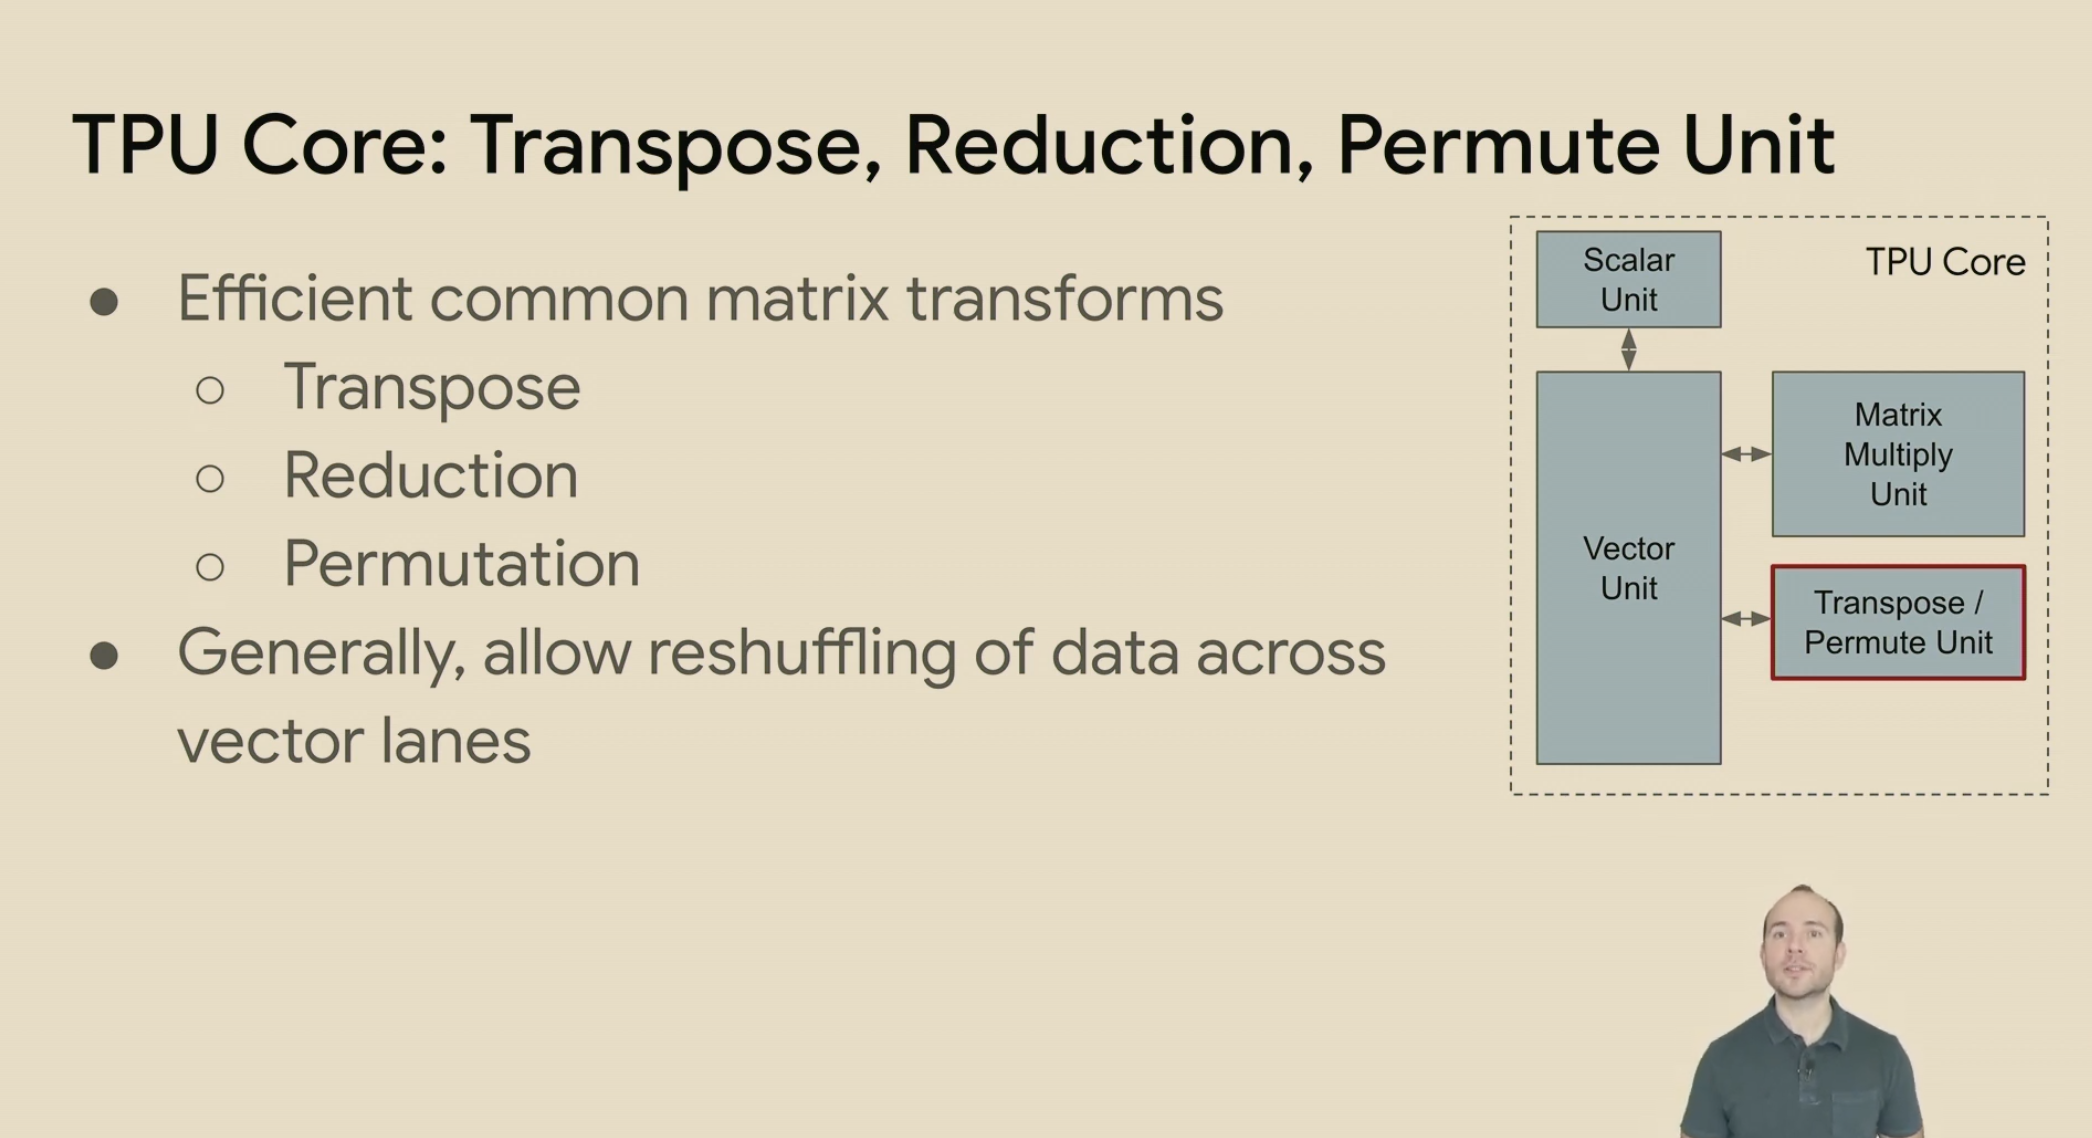 TPU Core: Transpose, Reduction, Permute Unit
● Efficient common matrix transforms
○ Transpose
○ Reduction
○ Permutation
● Generally, allow reshuffling of data across
vector lanes
TPU Core
Scalar
Unit
Vector
Unit
Matrix
Multiply
Unit
Transpose /
Permute Unit